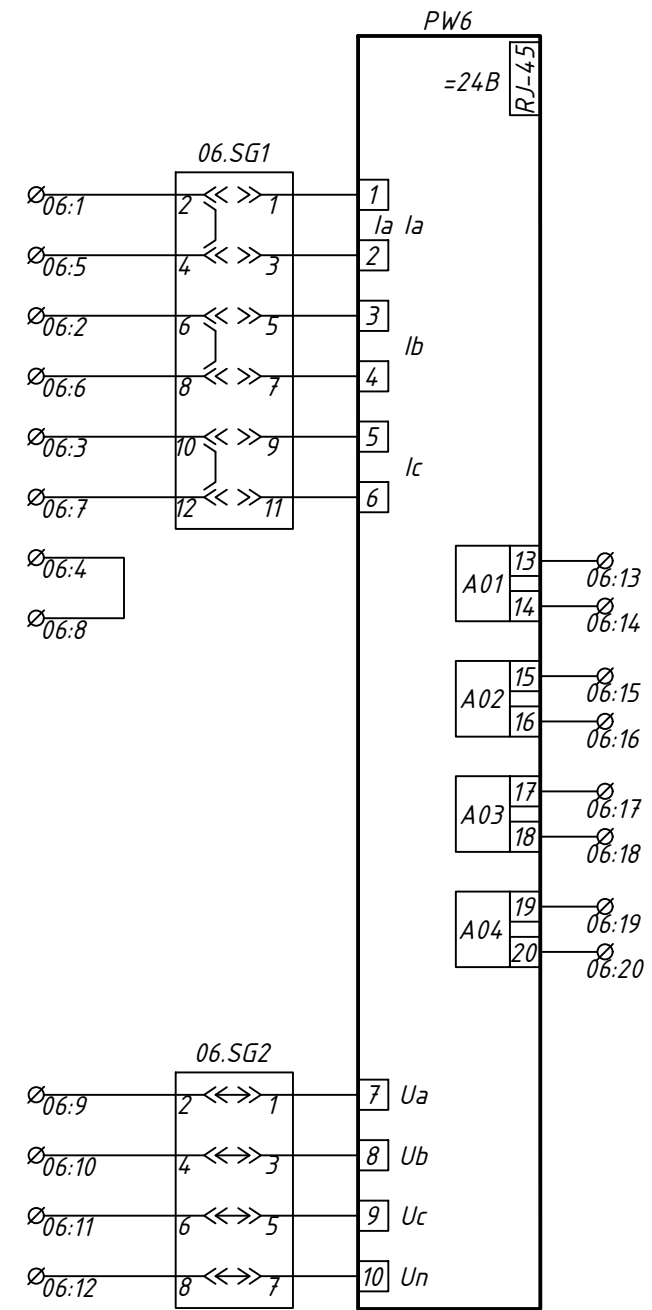 PW6
=24В
RJ-45
06.SG1
06:1 2 1 1
Ia Ia
06:5 4 3 2
06:2 6 5 3
Ib
06:6 8 7 4
06:3 10 9 5
Ic
06:7 12 11 6
06:4
06:8
A01 13 06:13
14 06:14
A02 15 06:15
16 06:16
A03 17 06:17
18 06:18
A04 19 06:19
20 06:20
06.SG2
06:9 2 1 7 Ua
06:10 4 3 8 Ub
06:11 6 5 9 Uc
06:12 8 7 10 Un